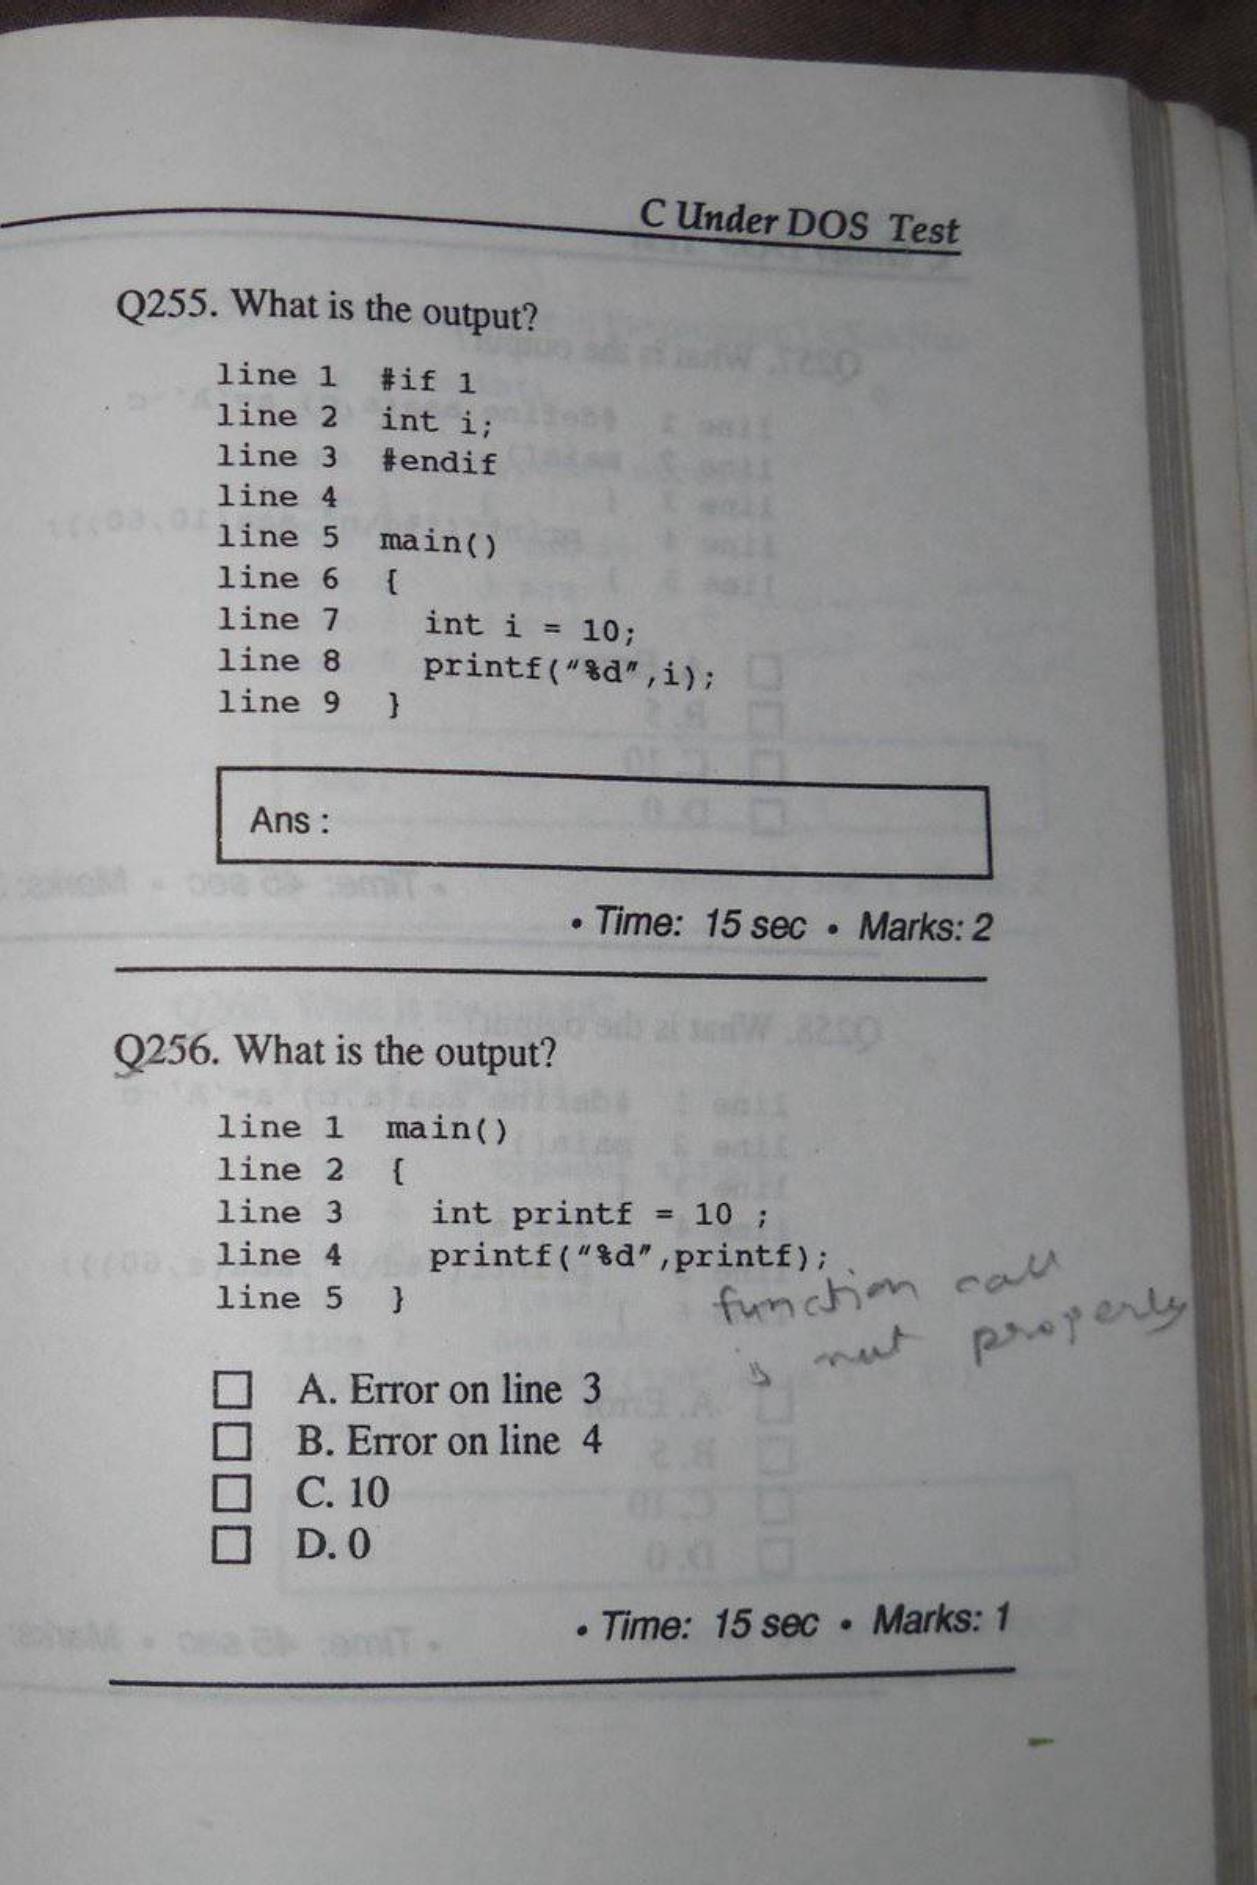 C Under DOS Test
Q255. What is the output?
line 1 #if 1
line 2 int i;
line 3 #endif
line 4
line 5 main()
line 6 {
line 7 int i = 10;
line 8 printf("%d",i);
line 9 }
Ans :
• Time: 15 sec • Marks: 2
Q256. What is the output?
line 1 main()
line 2 {
line 3 int printf = 10 ;
line 4 printf("%d",printf);
line 5 }
function call
is not properly
A. Error on line 3
B. Error on line 4
C. 10
D. 0
• Time: 15 sec • Marks: 1